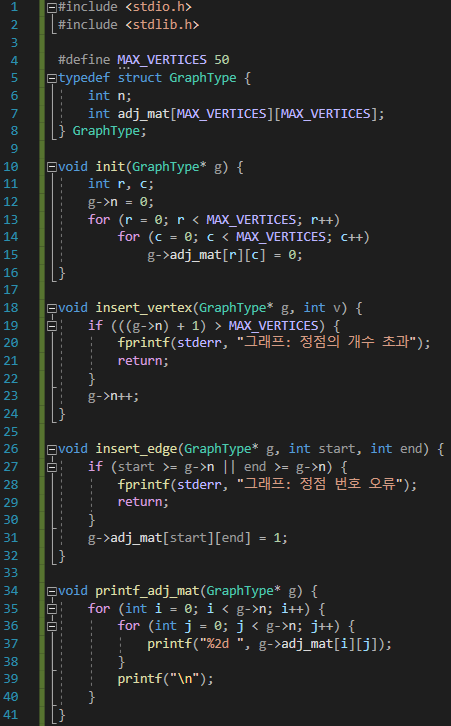 1 #include <stdio.h>
2 #include <stdlib.h>
3
4 #define MAX_VERTICES 50
5 typedef struct GraphType {
6     int n;
7     int adj_mat[MAX_VERTICES][MAX_VERTICES];
8 } GraphType;
9
10 void init(GraphType* g) {
11     int r, c;
12     g->n = 0;
13     for (r = 0; r < MAX_VERTICES; r++)
14         for (c = 0; c < MAX_VERTICES; c++)
15             g->adj_mat[r][c] = 0;
16 }
17
18 void insert_vertex(GraphType* g, int v) {
19     if (((g->n) + 1) > MAX_VERTICES) {
20         fprintf(stderr, "그래프: 정점의 개수 초과");
21         return;
22     }
23     g->n++;
24 }
25
26 void insert_edge(GraphType* g, int start, int end) {
27     if (start >= g->n || end >= g->n) {
28         fprintf(stderr, "그래프: 정점 번호 오류");
29         return;
30     }
31     g->adj_mat[start][end] = 1;
32 }
33
34 void printf_adj_mat(GraphType* g) {
35     for (int i = 0; i < g->n; i++) {
36         for (int j = 0; j < g->n; j++) {
37             printf("%2d ", g->adj_mat[i][j]);
38         }
39         printf("\n");
40     }
41 }